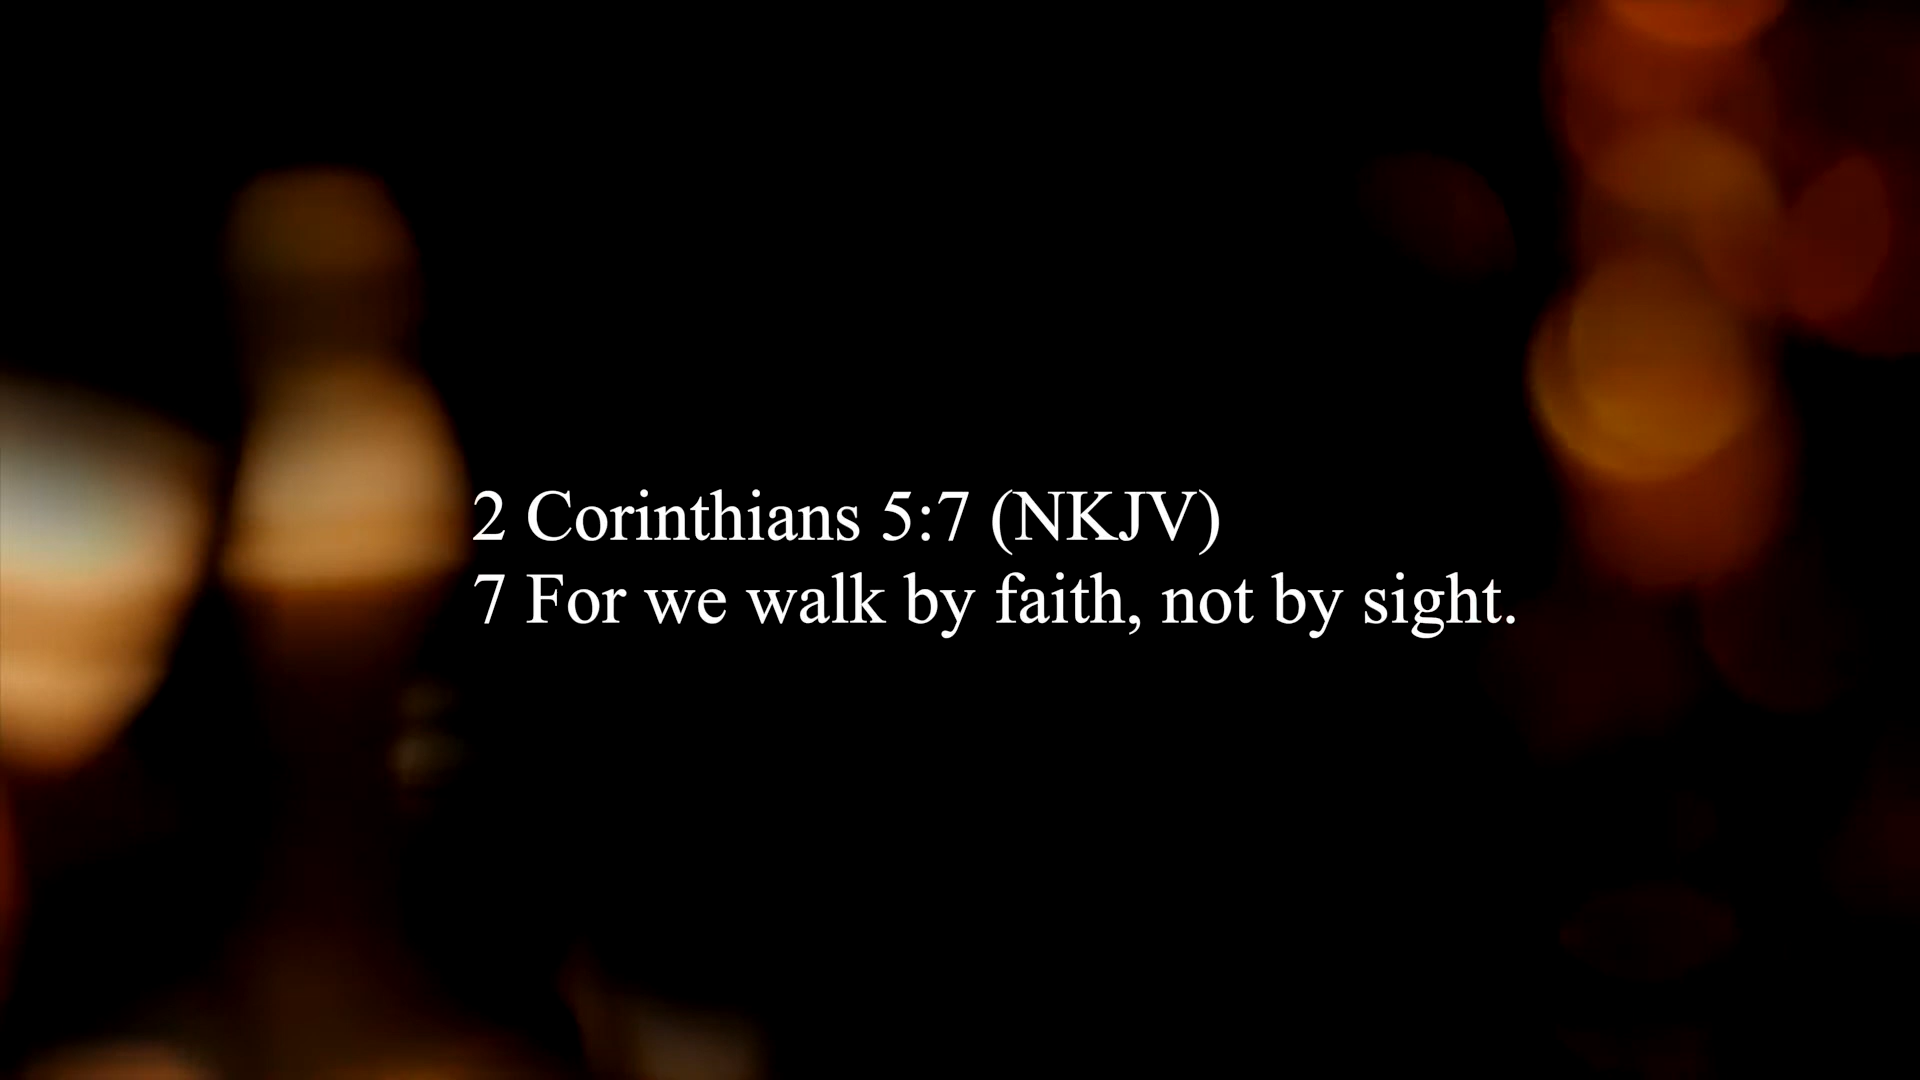 2 Corinthians 5:7 (NKJV)
7 For we walk by faith, not by sight.